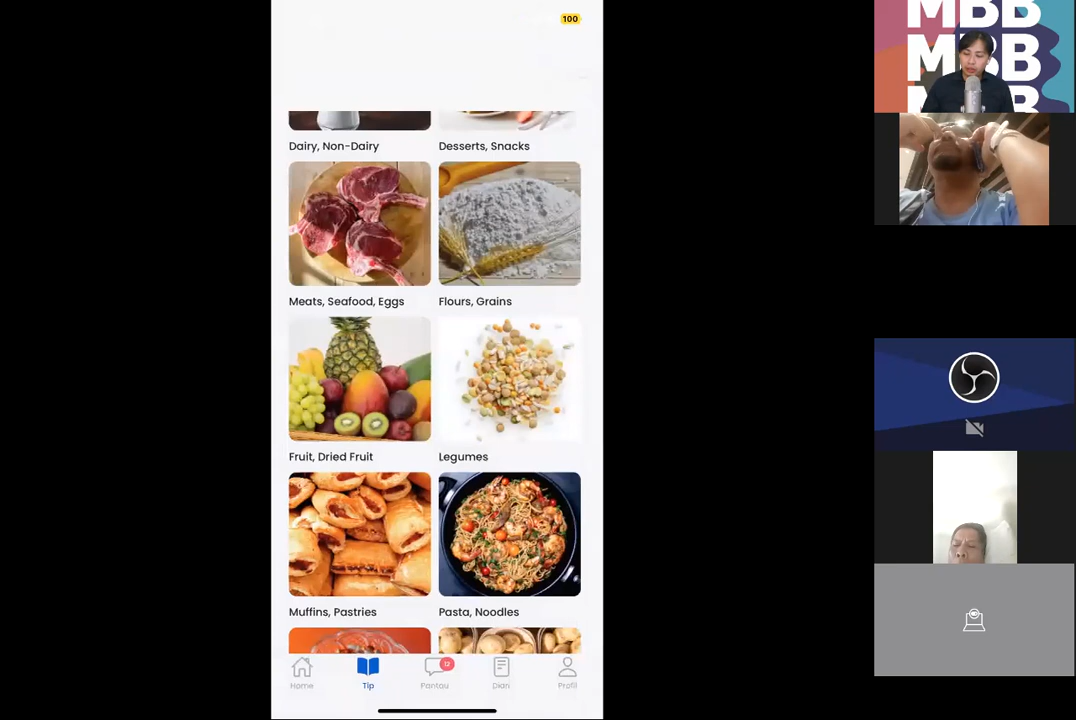 100
Dairy, Non-Dairy
Desserts, Snacks
Meats, Seafood, Eggs
Flours, Grains
Fruit, Dried Fruit
Legumes
Muffins, Pastries
Pasta, Noodles
Home
Tip
12
Pantau
Diari
Profil
MBB
MBB
MBB